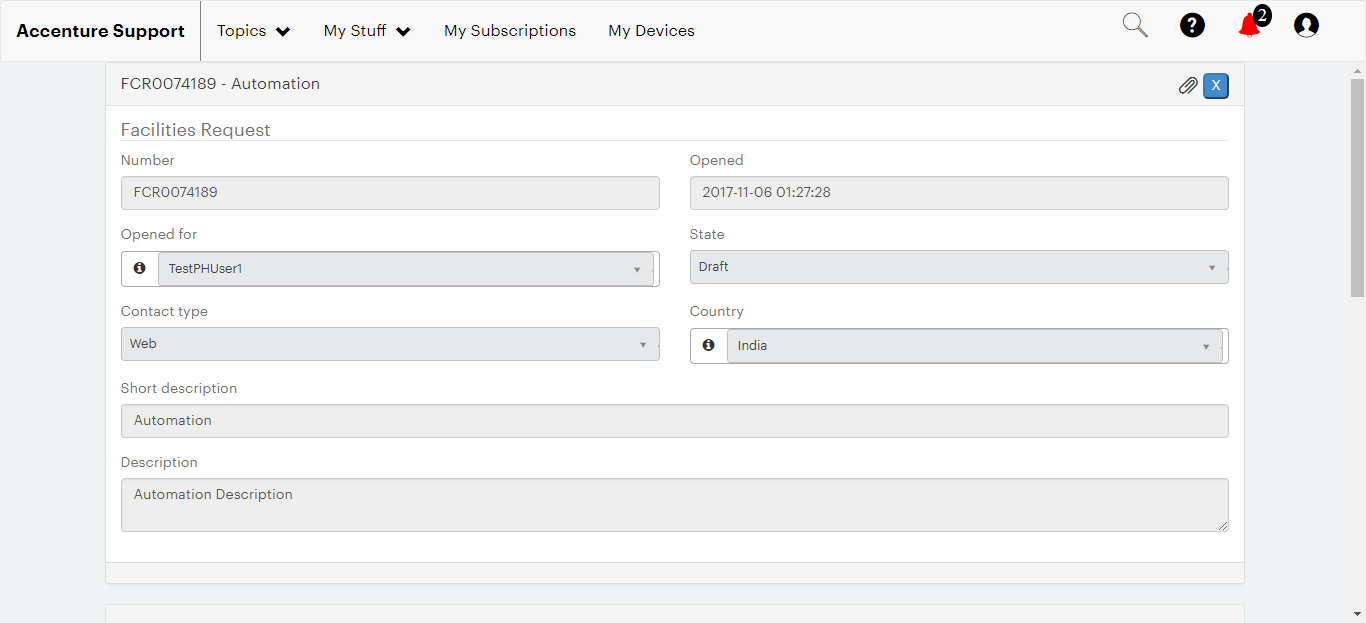 Accenture Support Topics My Stuff My Subscriptions My Devices ? 2
FCR0074189 - Automation X
Facilities Request
Number Opened
FCR0074189 2017-11-06 01:27:28
Opened for State
TestPHUser1 Draft
Contact type Country
Web India
Short description
Automation
Description
Automation Description